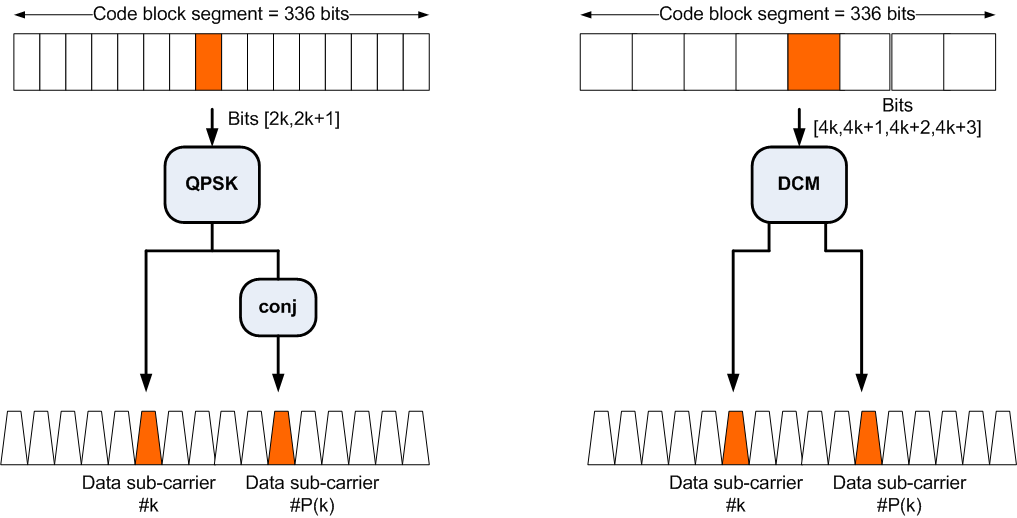 Code block segment = 336 bits
Bits [2k,2k+1]
QPSK
conj
Data sub-carrier
#k
Data sub-carrier
#P(k)
Code block segment = 336 bits
Bits
[4k,4k+1,4k+2,4k+3]
DCM
Data sub-carrier
#k
Data sub-carrier
#P(k)